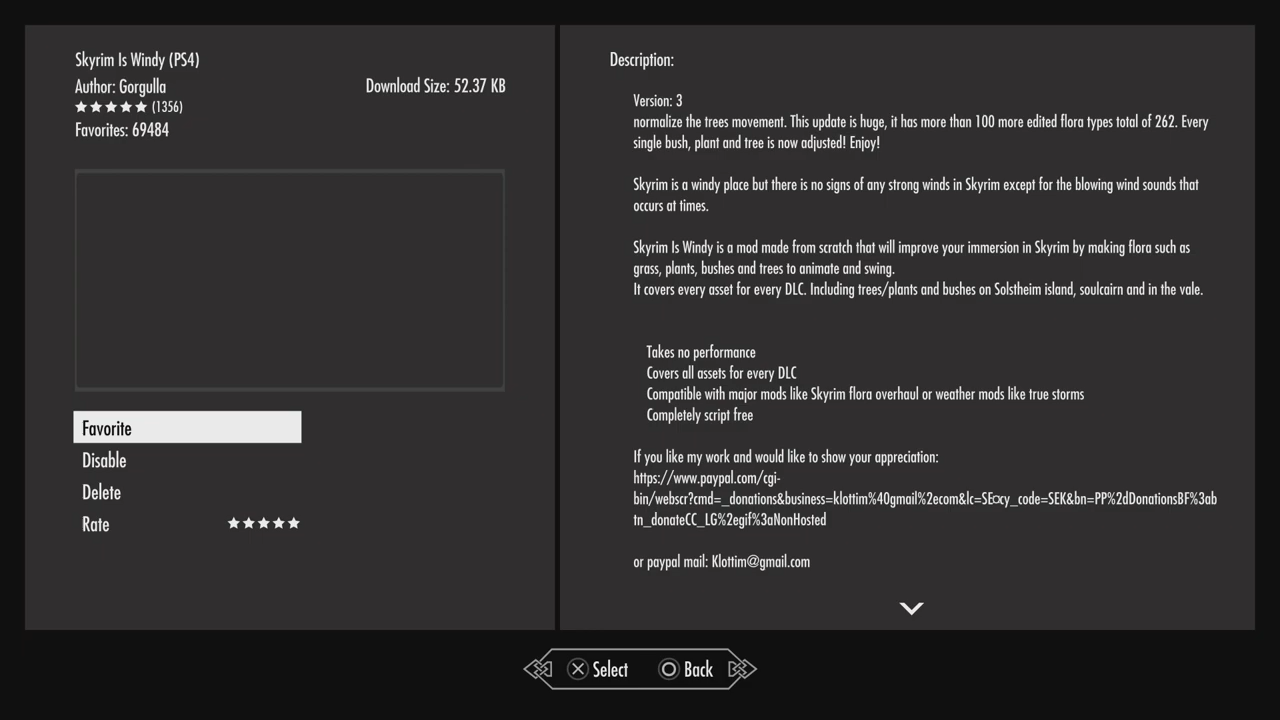 Skyrim Is Windy (PS4)
Author: Gorgulla
Download Size: 52.37 KB
★★★★★ (1356)
Favorites: 69484
Favorite
Disable
Delete
Rate ★★★★★
Description:
Version: 3
normalize the trees movement. This update is huge, it has more than 100 more edited flora types total of 262. Every
single bush, plant and tree is now adjusted! Enjoy!
Skyrim is a windy place but there is no signs of any strong winds in Skyrim except for the blowing wind sounds that
occurs at times.
Skyrim Is Windy is a mod made from scratch that will improve your immersion in Skyrim by making flora such as
grass, plants, bushes and trees to animate and swing.
It covers every asset for every DLC. Including trees/plants and bushes on Solstheim island, soulcairn and in the vale.
Takes no performance
Covers all assets for every DLC
Compatible with major mods like Skyrim flora overhaul or weather mods like true storms
Completely script free
If you like my work and would like to show your appreciation:
https://www.paypal.com/cgi-
bin/webscr?cmd=_donations&business=klottim%40gmail%2ecom&lc=SE¤cy_code=SEK&bn=PP%2dDonationsBF%3ab
tn_donateCC_LG%2egif%3aNonHosted
or paypal mail: Klottim@gmail.com
Select
Back